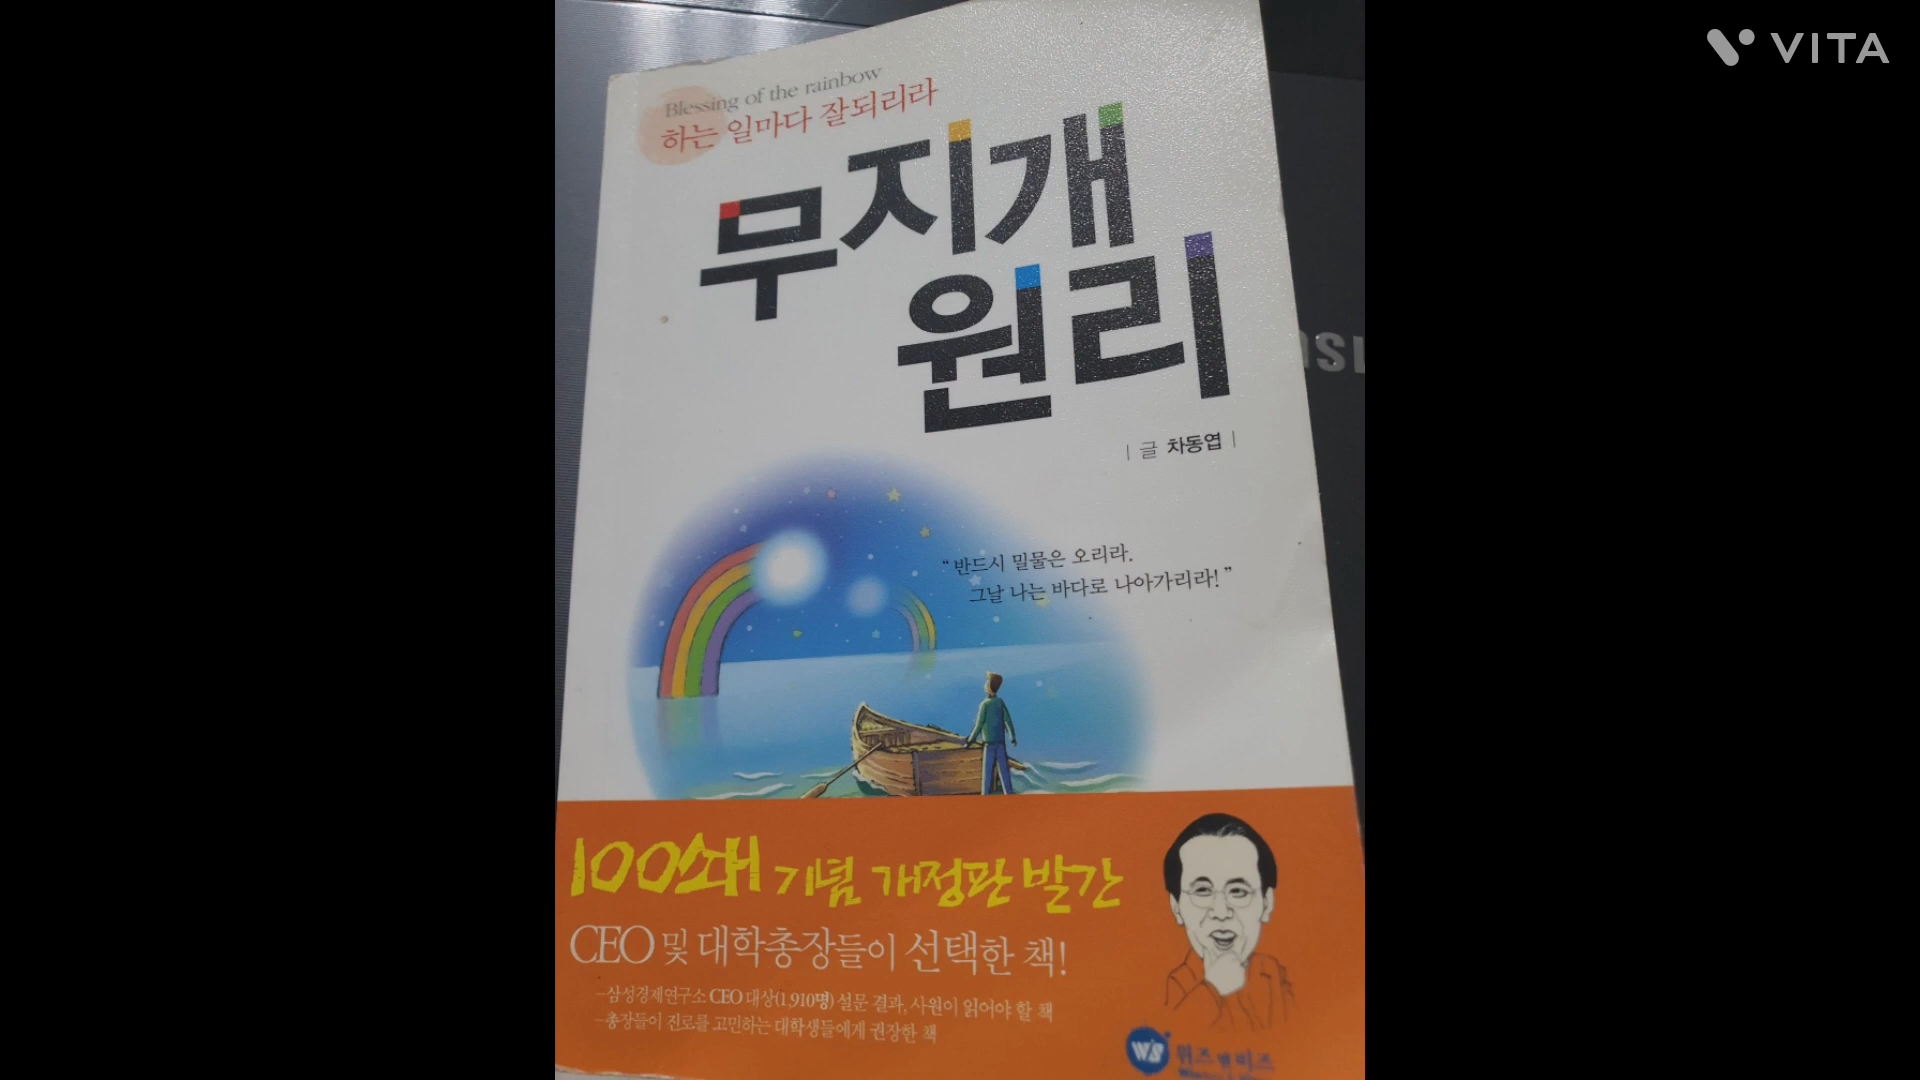 VITA
Blessing of the rainbow
하는 일마다 잘되리라
무지개
원리
| 글 차동엽 |
“반드시 밀물은 오리라.
그날 나는 바다로 나아가리라!”
100쇄 기념 개정판 발간
CEO 및 대학총장들이 선택한 책!
–삼성경제연구소 CEO 대상(1,910명) 설문 결과, 사원이 읽어야 할 책
–총장들이 진로를 고민하는 대학생들에게 권장한 책
WS 위즈앤비즈